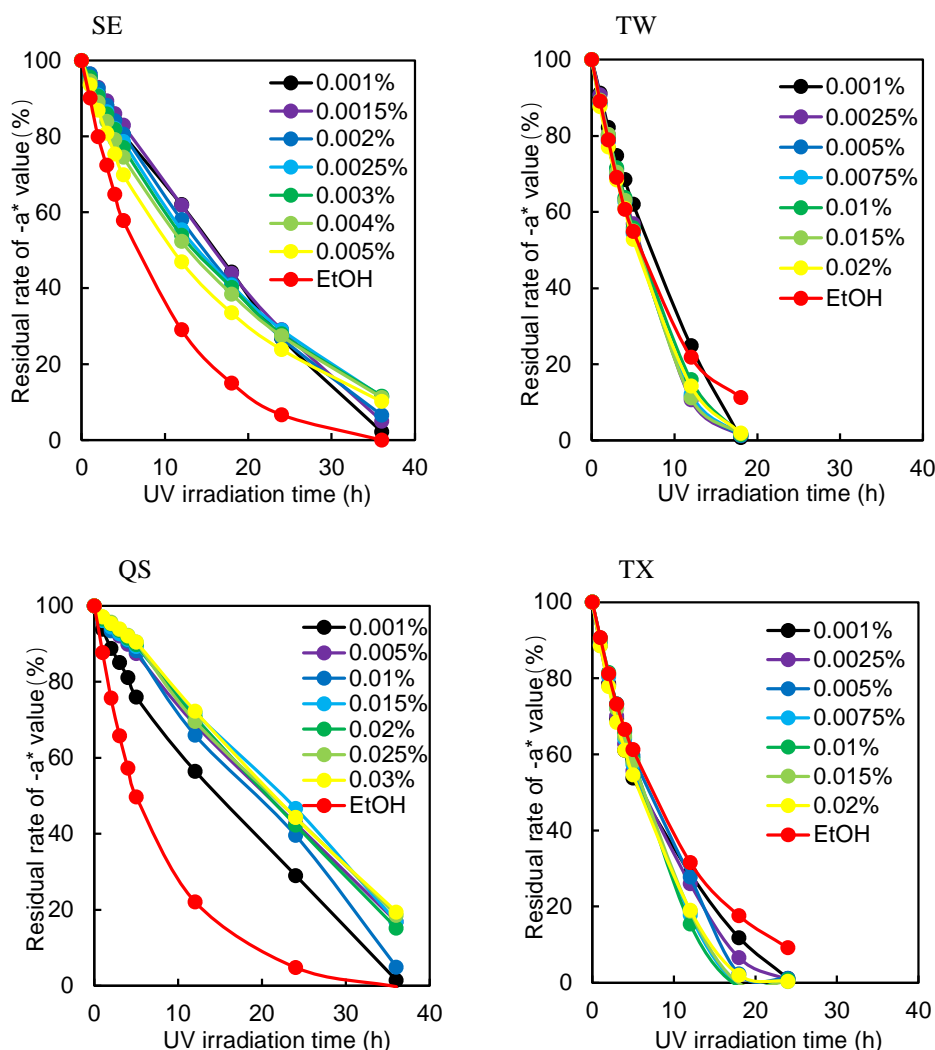 SE
Residual rate of -a* value(%)
100
80
60
40
20
0
0 10 20 30 40
UV irradiation time (h)
0.001%
0.0015%
0.002%
0.0025%
0.003%
0.004%
0.005%
EtOH
TW
Residual rate of -a* value(%)
100
80
60
40
20
0
0 10 20 30 40
UV irradiation time (h)
0.001%
0.0025%
0.005%
0.0075%
0.01%
0.015%
0.02%
EtOH
QS
Residual rate of -a* value(%)
100
80
60
40
20
0
0 10 20 30 40
UV irradiation time (h)
0.001%
0.005%
0.01%
0.015%
0.02%
0.025%
0.03%
EtOH
TX
Residual rate of -a* value(%)
100
80
60
40
20
0
0 10 20 30 40
UV irradiation time (h)
0.001%
0.0025%
0.005%
0.0075%
0.01%
0.015%
0.02%
EtOH